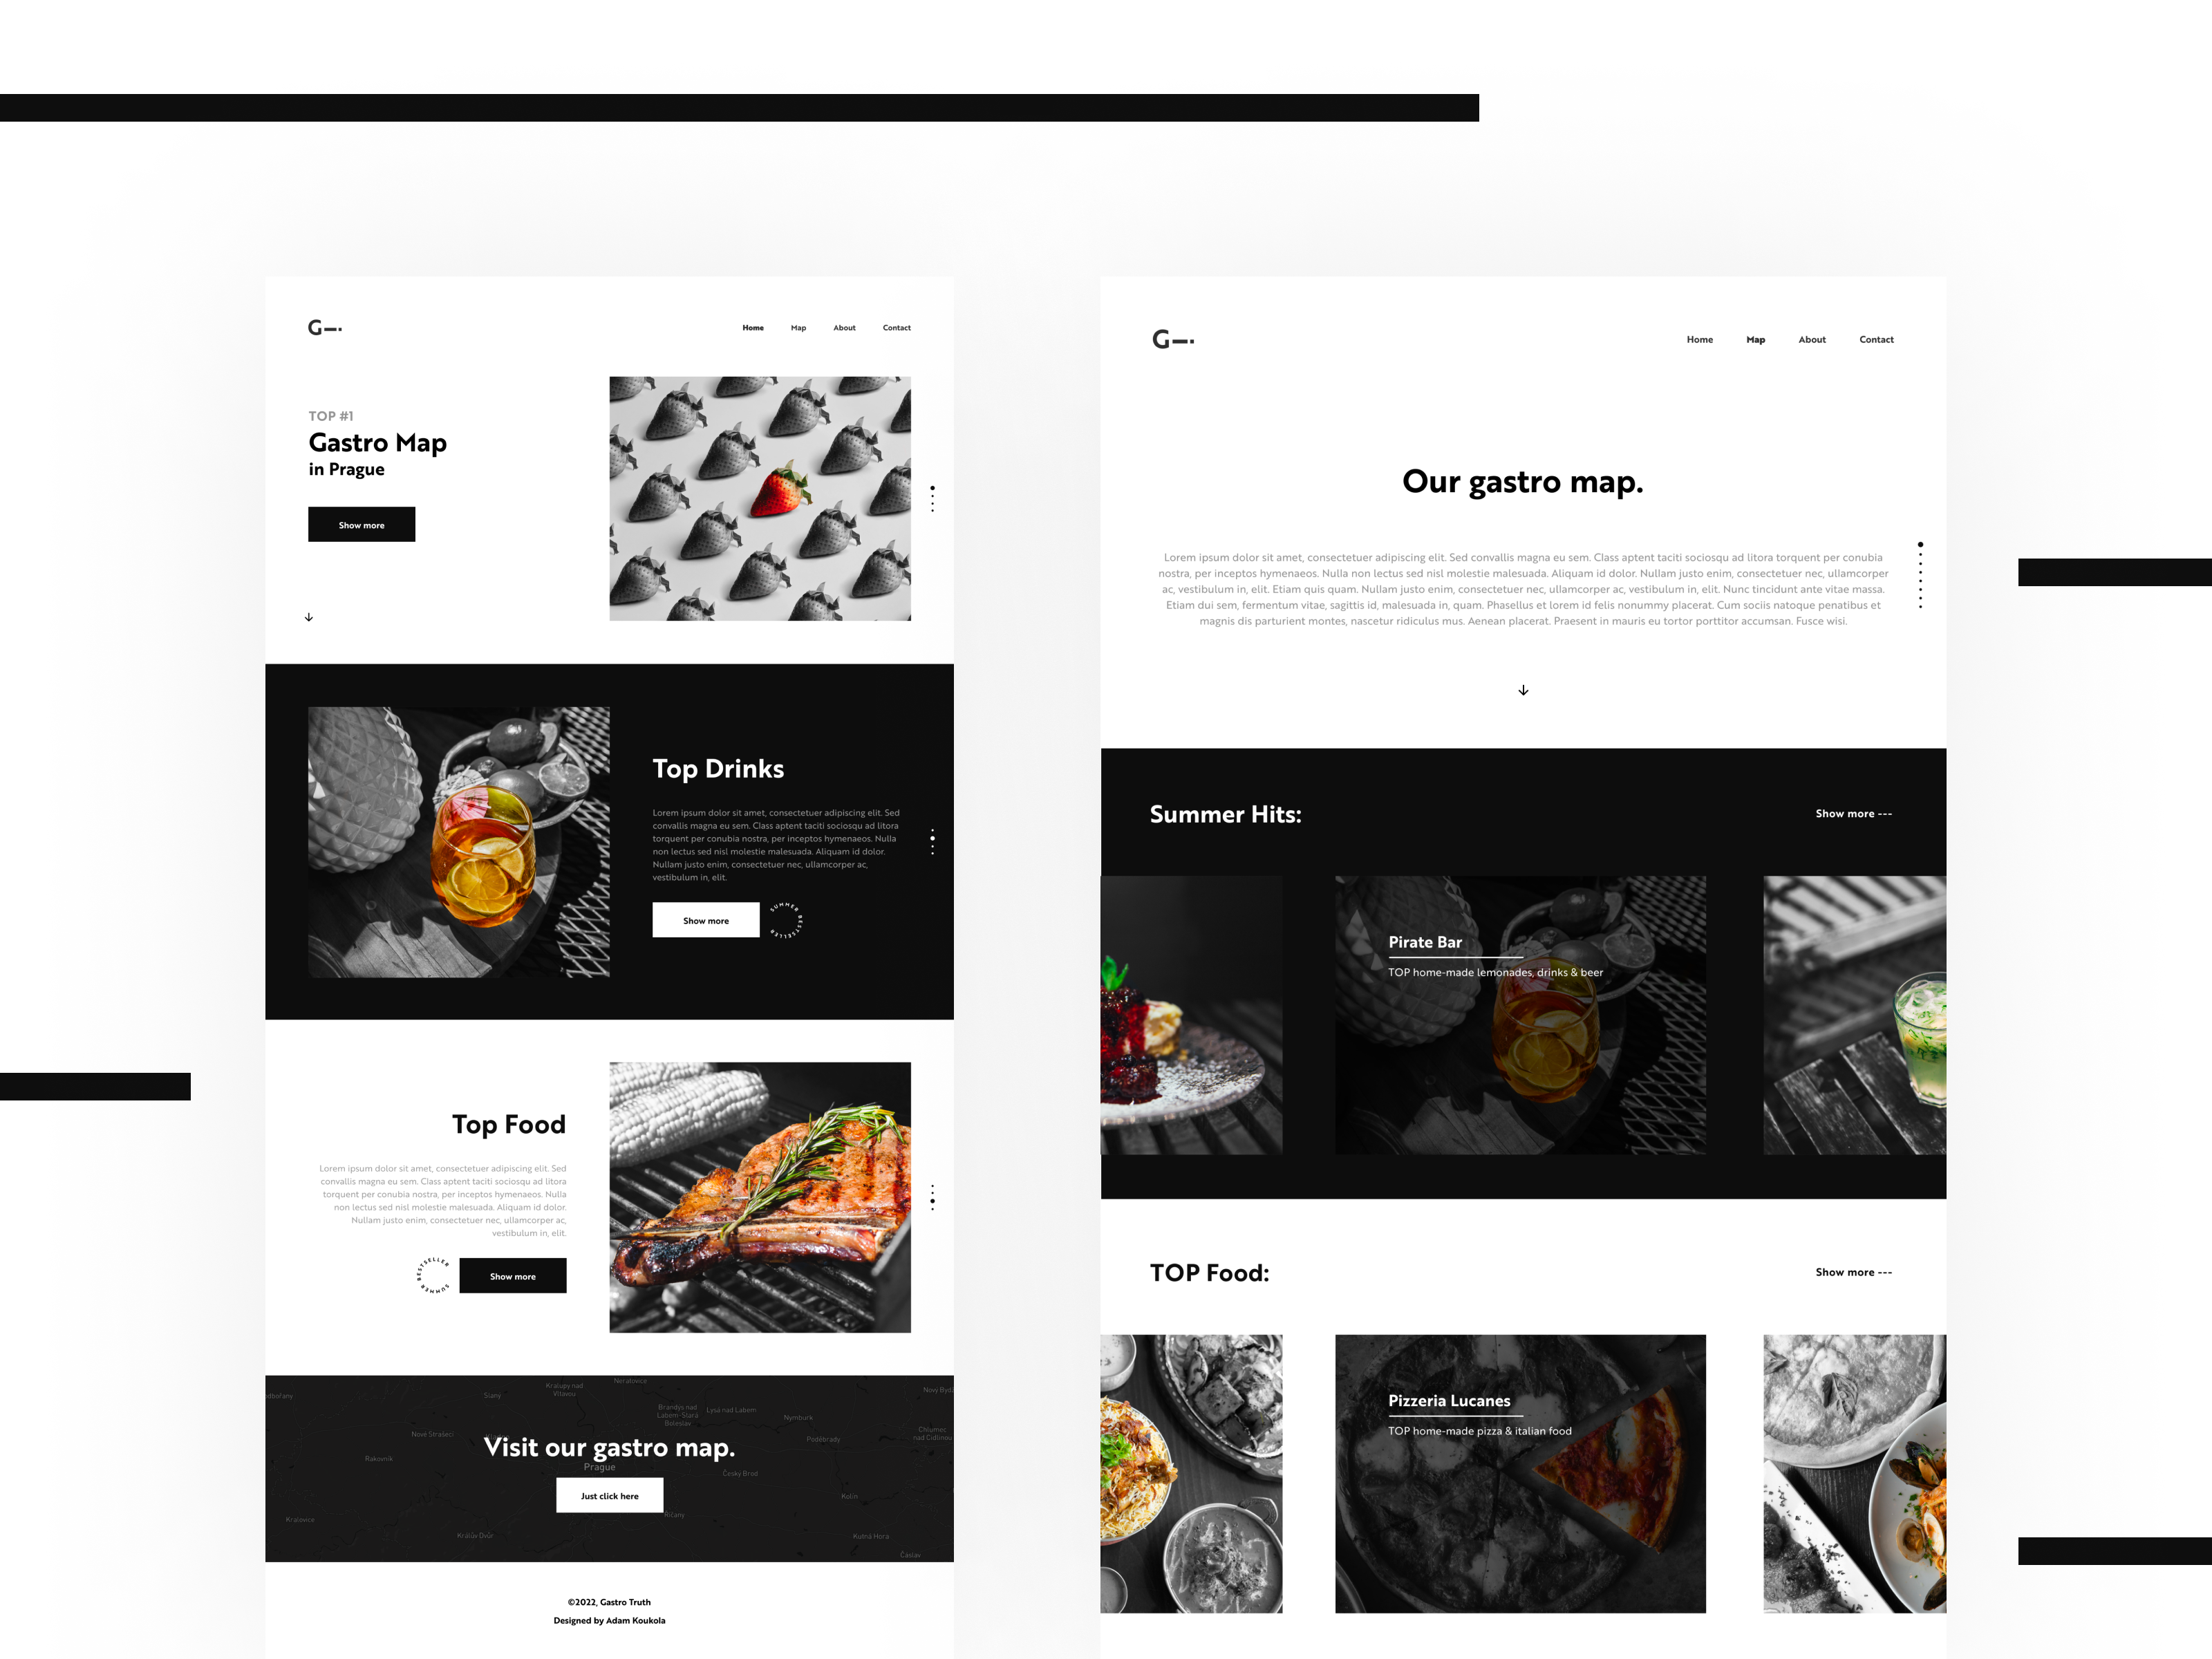 G—.
Home Map About Contact
TOP #1
Gastro Map
in Prague
Show more
Top Drinks
Lorem ipsum dolor sit amet, consectetuer adipiscing elit. Sed
convallis magna eu sem. Class aptent taciti sociosqu ad litora
torquent per conubia nostra, per inceptos hymenaeos. Nulla
non lectus sed nisl molestie malesuada. Aliquam id dolor.
Nullam justo enim, consectetuer nec, ullamcorper ac,
vestibulum in, elit.
Show more
SUMMER BESTSELLER
Top Food
Lorem ipsum dolor sit amet, consectetuer adipiscing elit. Sed
convallis magna eu sem. Class aptent taciti sociosqu ad litora
torquent per conubia nostra, per inceptos hymenaeos. Nulla
non lectus sed nisl molestie malesuada. Aliquam id dolor.
Nullam justo enim, consectetuer nec, ullamcorper ac,
vestibulum in, elit.
SUMMER BESTSELLER
Show more
Neratovice
Kralupy nad
Vltavou
Slaný
dbořany
Nový Bydž
Brandýs nad
Labem-Stará
Boleslav
Lysá nad Labem
Nymburk
Nové Strašecí
Poděbrady
Chlumec
nad Cidlinou
Visit our gastro map.
Rakovník
Prague
Český Brod
Just click here
Kolín
Říčany
Kralovice
Králův Dvůr
Kutná Hora
Čáslav
©2022, Gastro Truth
Designed by Adam Koukola
G—.
Home Map About Contact
Our gastro map.
Lorem ipsum dolor sit amet, consectetuer adipiscing elit. Sed convallis magna eu sem. Class aptent taciti sociosqu ad litora torquent per conubia
nostra, per inceptos hymenaeos. Nulla non lectus sed nisl molestie malesuada. Aliquam id dolor. Nullam justo enim, consectetuer nec, ullamcorper
ac, vestibulum in, elit. Etiam quis quam. Nullam justo enim, consectetuer nec, ullamcorper ac, vestibulum in, elit. Nunc tincidunt ante vitae massa.
Etiam dui sem, fermentum vitae, sagittis id, malesuada in, quam. Phasellus et lorem id felis nonummy placerat. Cum sociis natoque penatibus et
magnis dis parturient montes, nascetur ridiculus mus. Aenean placerat. Praesent in mauris eu tortor porttitor accumsan. Fusce wisi.
Summer Hits:
Show more ---
Pirate Bar
TOP home-made lemonades, drinks & beer
TOP Food:
Show more ---
Pizzeria Lucanes
TOP home-made pizza & italian food